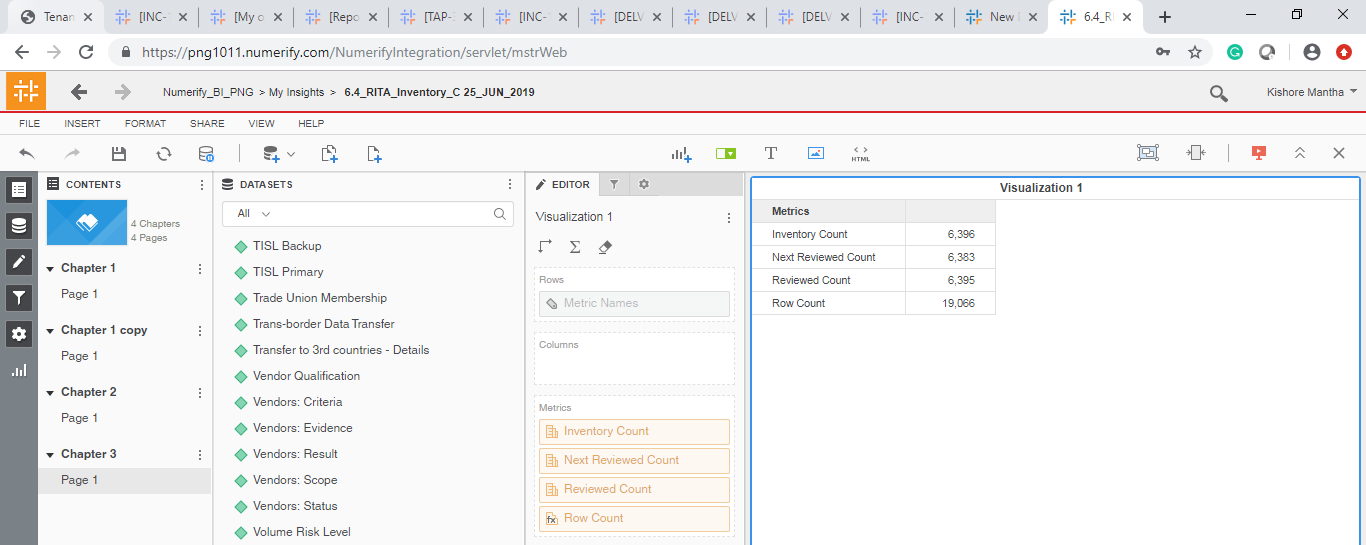 Tenan
[INC-
[My o
[Repo
[TAP-
[INC-
[DELV
[DELV
[DELV
[INC-
New
6.4_R
https://png1011.numerify.com/NumerifyIntegration/servlet/mstrWeb
Numerify_BI_PNG > My Insights > 6.4_RITA_Inventory_C 25_JUN_2019
Kishore Mantha
FILE INSERT FORMAT SHARE VIEW HELP
T
HTML
CONTENTS
4 Chapters
4 Pages
Chapter 1
Page 1
Chapter 1 copy
Page 1
Chapter 2
Page 1
Chapter 3
Page 1
DATASETS
All
TISL Backup
TISL Primary
Trade Union Membership
Trans-border Data Transfer
Transfer to 3rd countries - Details
Vendor Qualification
Vendors: Criteria
Vendors: Evidence
Vendors: Result
Vendors: Scope
Vendors: Status
Volume Risk Level
EDITOR
Visualization 1
Rows
Metric Names
Columns
Metrics
Inventory Count
Next Reviewed Count
Reviewed Count
fx Row Count
Visualization 1
Metrics
Inventory Count 6,396
Next Reviewed Count 6,383
Reviewed Count 6,395
Row Count 19,066